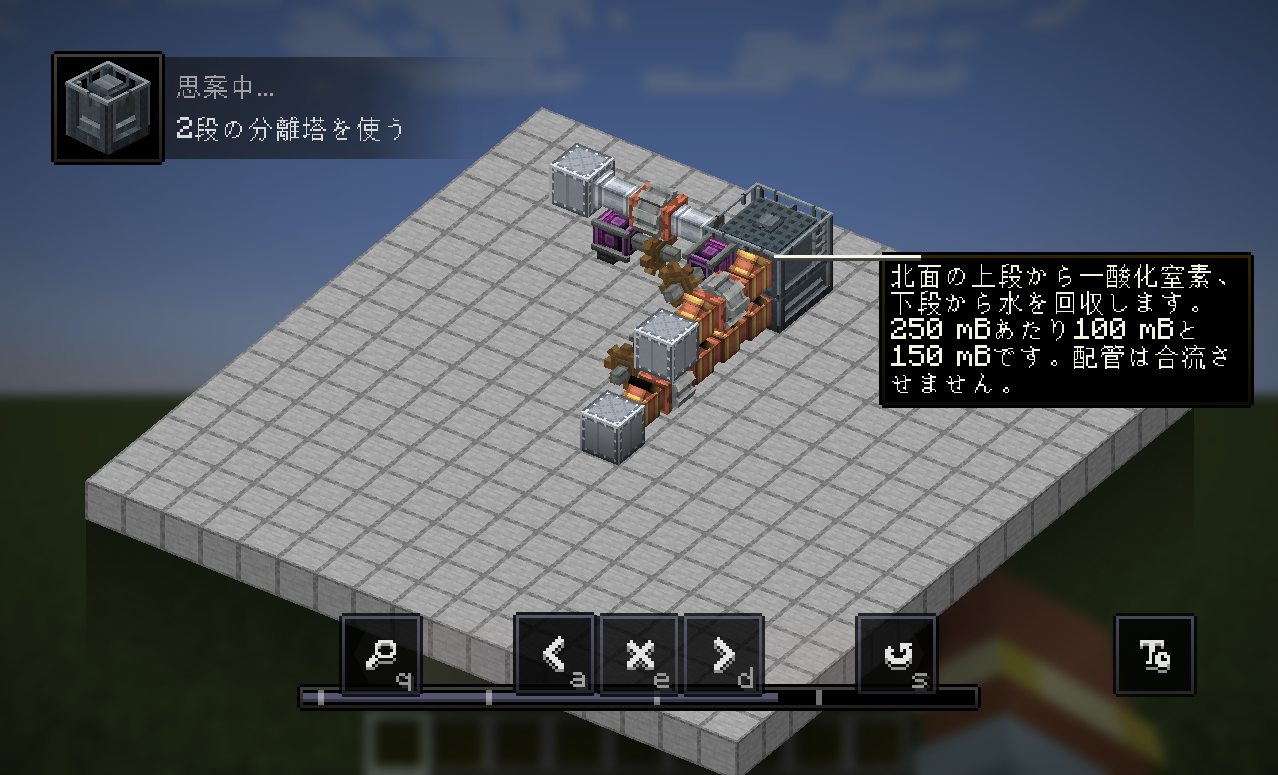 思案中...
2段の分離塔を使う
北面の上段から一酸化窒素、
下段から水を回収します。
250 mBあたり100 mBと
150 mBです。配管は合流さ
せません。
q
a
e
d
s